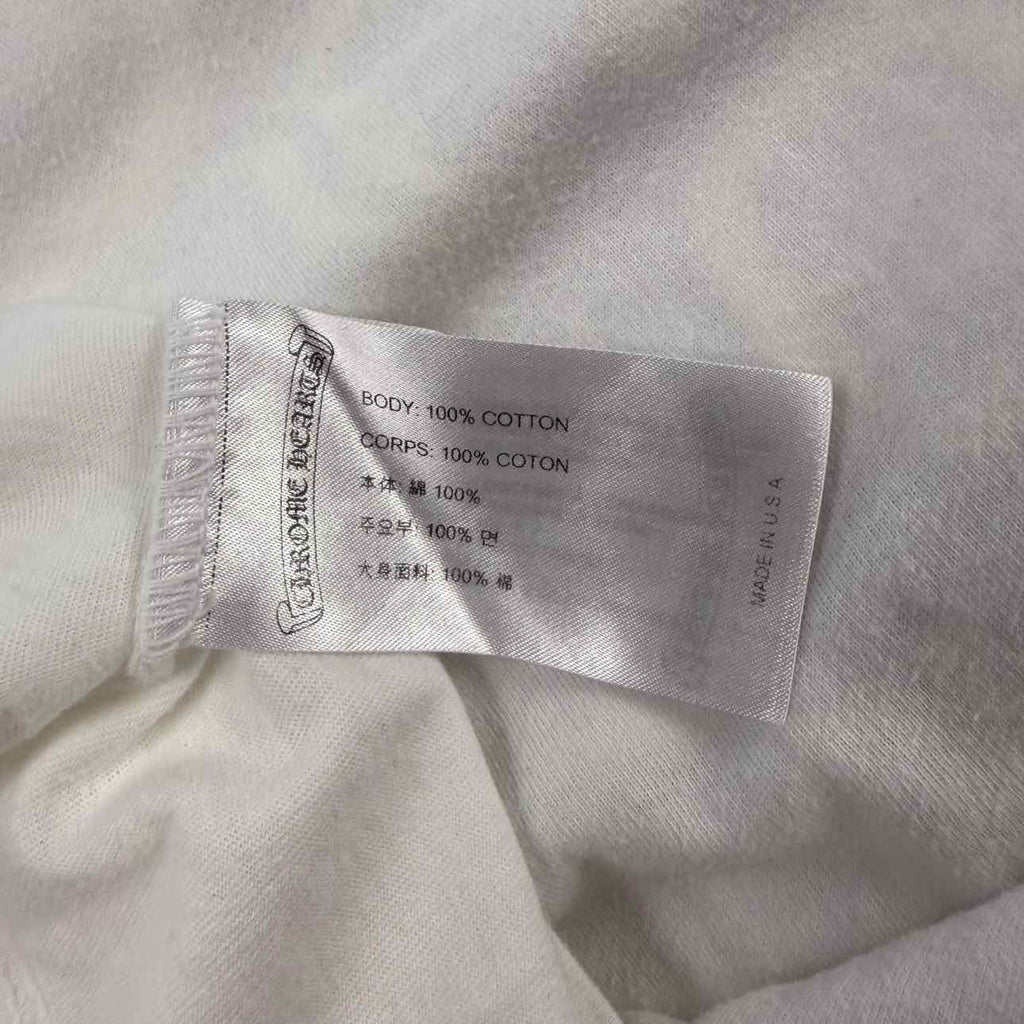 CHROME HEARTS
BODY: 100% COTTON
CORPS: 100% COTON
本体: 綿 100%
주요부: 100% 면
大身面料: 100% 棉
MADE IN U.S.A